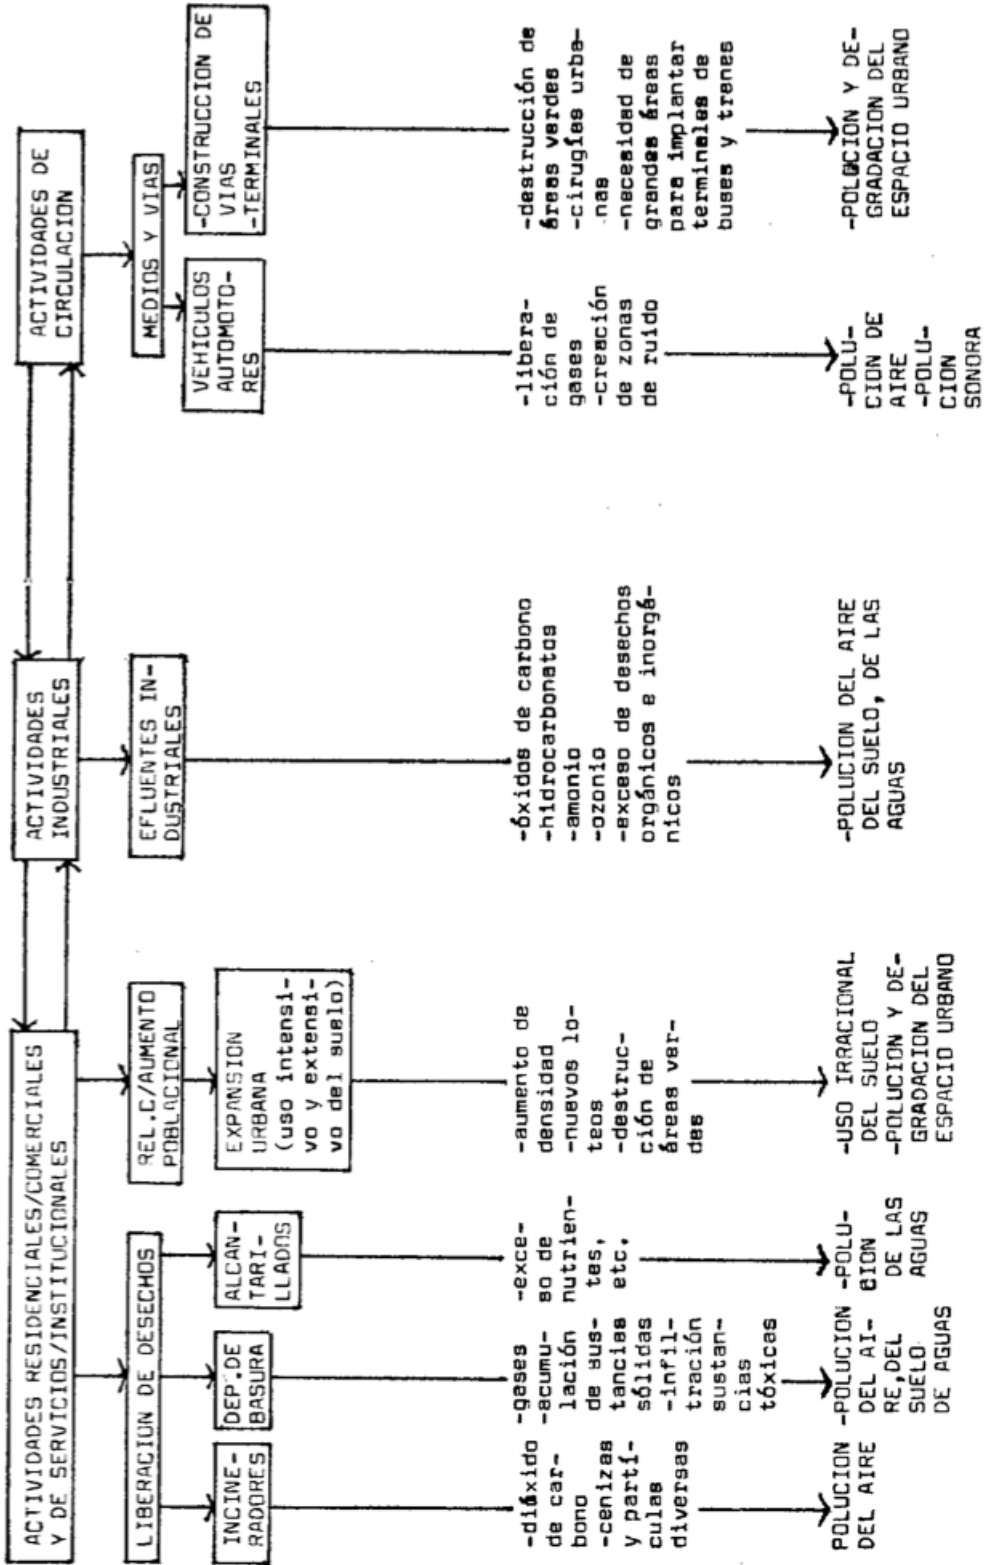 ACTIVIDADES RESIDENCIALES/COMERCIALES
Y DE SERVICIOS/INSTITUCIONALES
ACTIVIDADES
INDUSTRIALES
ACTIVIDADES DE
CIRCULACION
LIBERACION DE DESECHOS
REL.C/AUMENTO
POBLACIONAL
EFLUENTES IN-
DUSTRIALES
MEDIOS Y VIAS
INCINE-
RADORES
DEP.DE
BASURA
ALCAN-
TARI-
LLADOS
EXPANSION
URBANA
(uso intensi-
vo y extensi-
vo del suelo)
VEHICULOS
AUTOMOTO-
RES
-CONSTRUCCION DE
VIAS
-TERMINALES
-dióxido
de car-
bono
-cenizas
y partí-
culas
diversas
-gases
-acumu-
lación
de sus-
tancias
sólidas
-infil-
tración
sustan-
cias
tóxicas
-exce-
so de
nutrien-
tes,
etc.
-aumento de
densidad
-nuevos lo-
teos
-destruc-
ción de
áreas ver-
des
-óxidos de carbono
-hidrocarbonatos
-amonio
-ozonio
-exceso de desechos
orgánicos e inorgá-
nicos
-libera-
ción de
gases
-creación
de zonas
de ruido
-destrucción de
áreas verdes
-cirugías urba-
nas
-necesidad de
grandes áreas
para implantar
terminales de
buses y trenes
POLUCION
DEL AIRE
-POLUCION
DEL AI-
RE,DEL
SUELO
DE AGUAS
-POLU-
CION
DE LAS
AGUAS
-USO IRRACIONAL
DEL SUELO
-POLUCION Y DE-
GRADACION DEL
ESPACIO URBANO
-POLUCION DEL AIRE
DEL SUELO, DE LAS
AGUAS
-POLU-
CION DE
AIRE
-POLU-
CION
SONORA
-POLUCION Y DE-
GRADACION DEL
ESPACIO URBANO